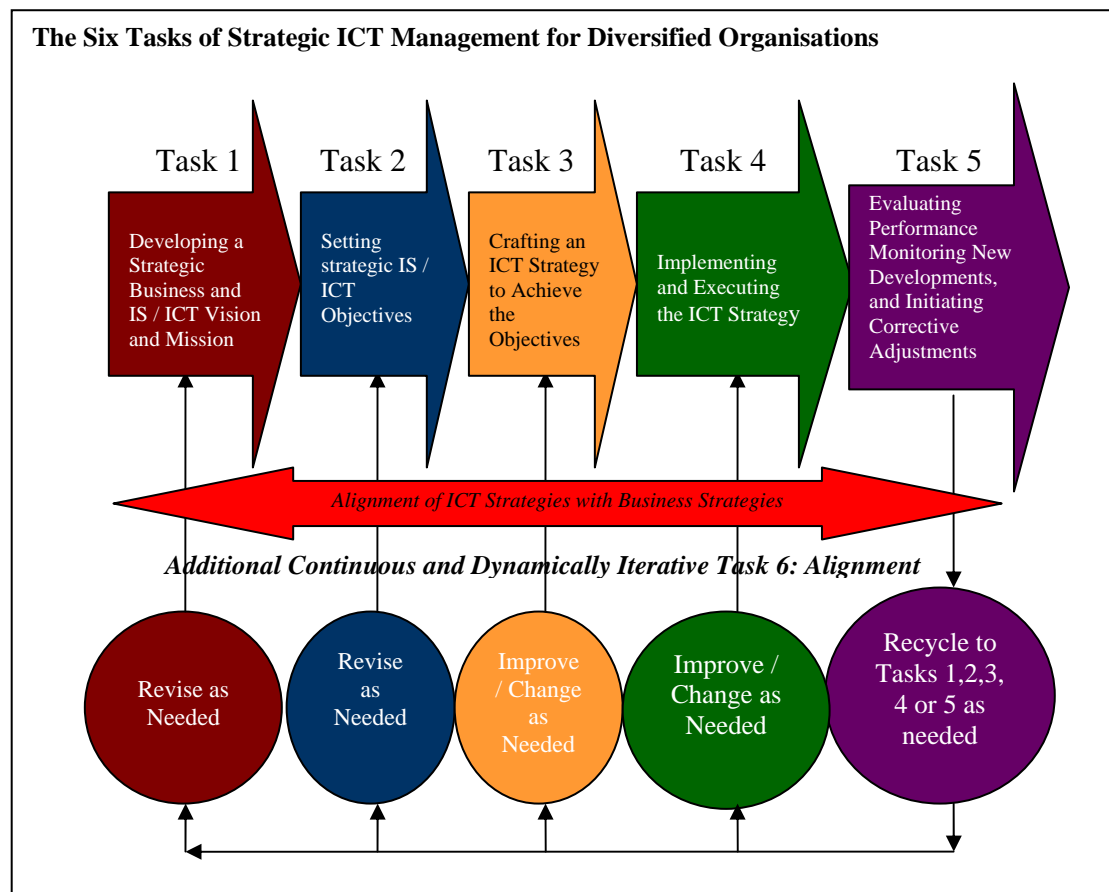 The Six Tasks of Strategic ICT Management for Diversified Organisations
Task 1
Developing a
Strategic
Business and
IS / ICT Vision
and Mission
Task 2
Setting
strategic IS /
ICT
Objectives
Task 3
Crafting an
ICT Strategy
to Achieve
the
Objectives
Task 4
Implementing
and Executing
the ICT Strategy
Task 5
Evaluating
Performance
Monitoring New
Developments,
and Initiating
Corrective
Adjustments
Alignment of ICT Strategies with Business Strategies
Additional Continuous and Dynamically Iterative Task 6: Alignment
Revise as
Needed
Revise
as
Needed
Improve
/ Change
as
Needed
Improve /
Change as
Needed
Recycle to
Tasks 1,2,3,
4 or 5 as
needed